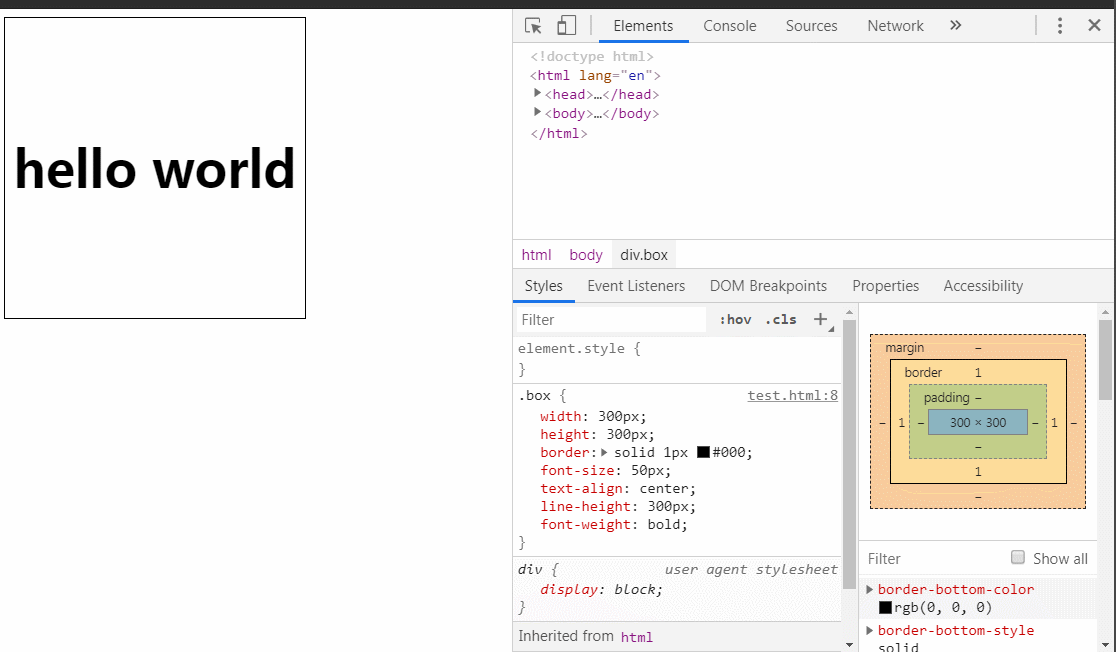 hello world
Elements Console Sources Network »
<!doctype html>
<html lang="en">
<head>…</head>
<body>…</body>
</html>
html body div.box
Styles Event Listeners DOM Breakpoints Properties Accessibility
Filter :hov .cls +
element.style {
}
.box { test.html:8
width: 300px;
height: 300px;
border: solid 1px #000;
font-size: 50px;
text-align: center;
line-height: 300px;
font-weight: bold;
}
div { user agent stylesheet
display: block;
}
Inherited from html
margin –
border 1
padding –
– 1 – 300 × 300 – 1 –
–
1
–
Filter Show all
border-bottom-color
rgb(0, 0, 0)
border-bottom-style
solid